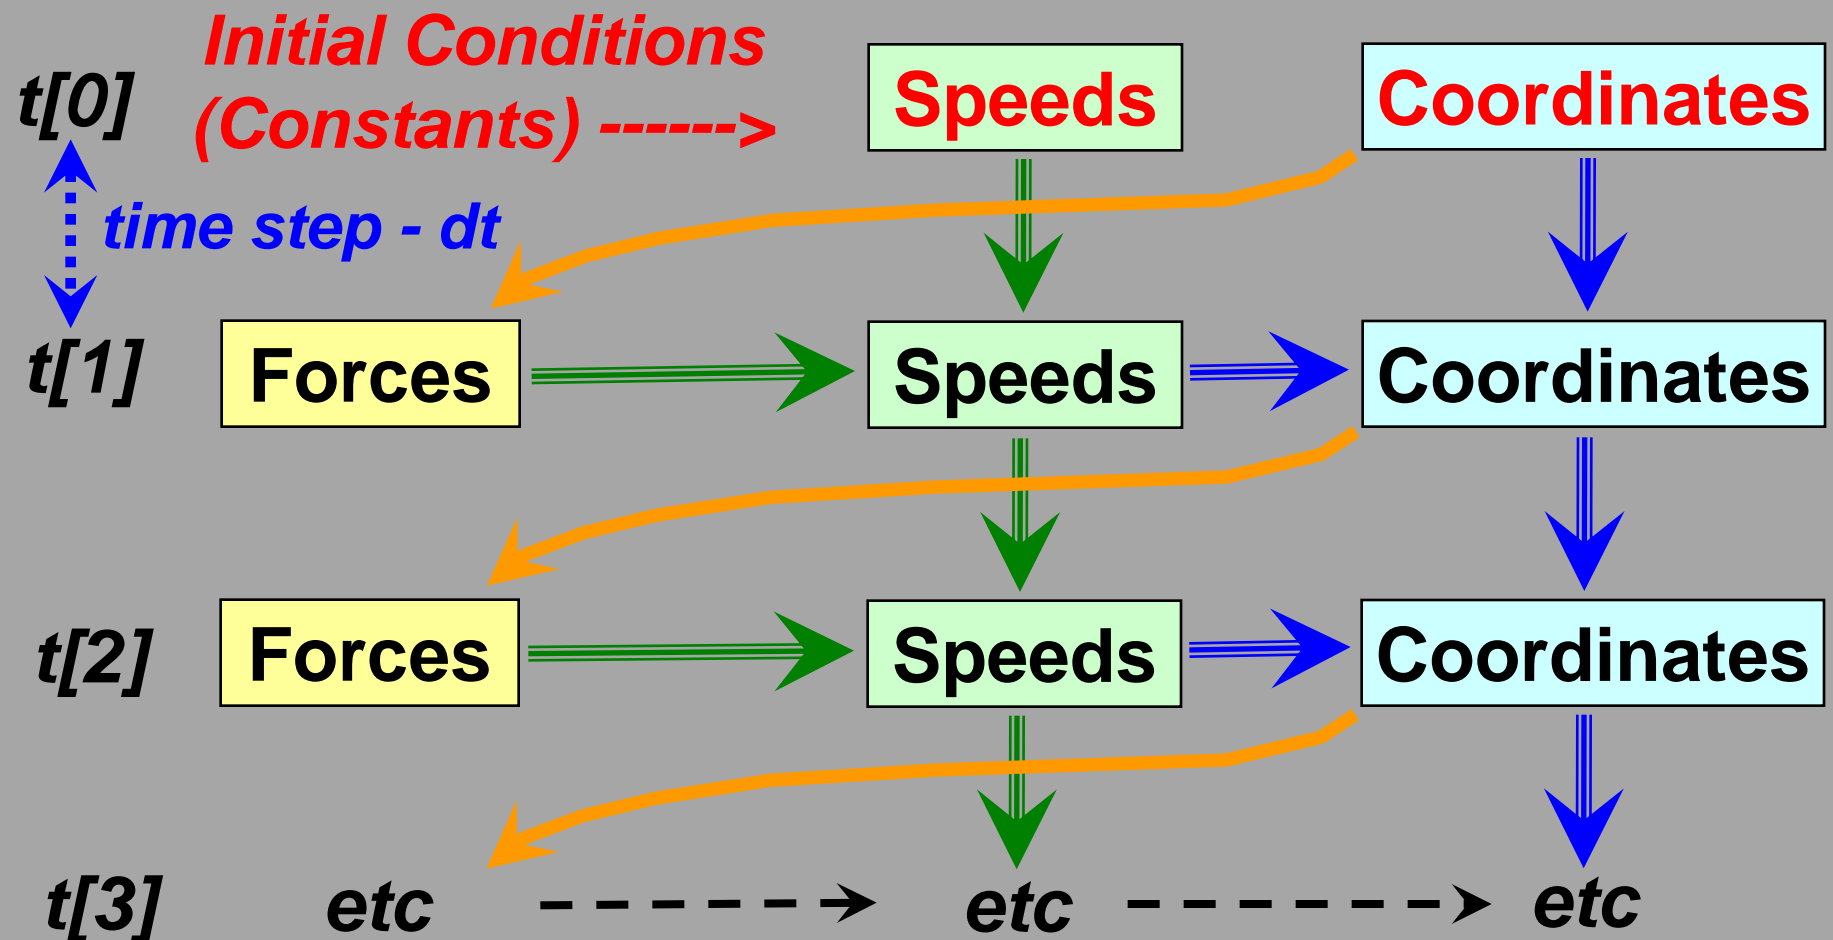 Initial Conditions
t[0] (Constants) ------> Speeds Coordinates
time step - dt
t[1] Forces Speeds Coordinates
t[2] Forces Speeds Coordinates
t[3] etc etc etc